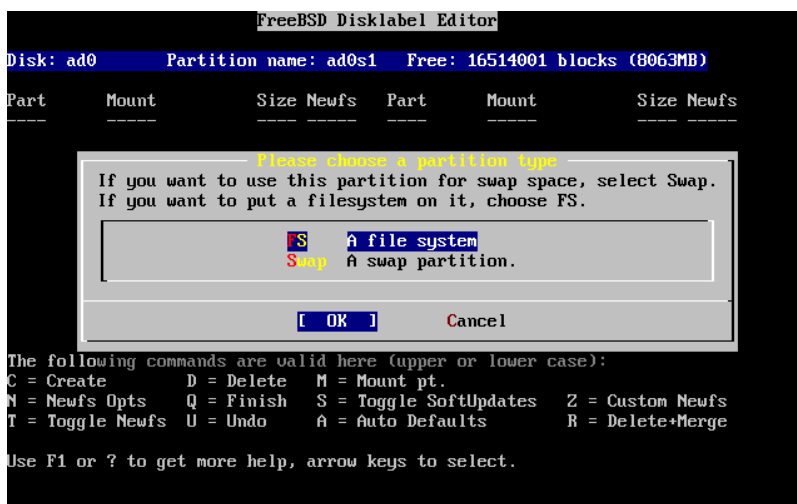 FreeBSD Disklabel Editor
Disk: ad0 Partition name: ad0s1 Free: 16514001 blocks (8063MB)
Part Mount Size Newfs Part Mount Size Newfs
---- ----- ---- ----- ---- ----- ---- -----
Please choose a partition type
If you want to use this partition for swap space, select Swap.
If you want to put a filesystem on it, choose FS.
FS A file system
Swap A swap partition.
[ OK ] Cancel
The following commands are valid here (upper or lower case):
C = Create D = Delete M = Mount pt.
N = Newfs Opts Q = Finish S = Toggle SoftUpdates Z = Custom Newfs
T = Toggle Newfs U = Undo A = Auto Defaults R = Delete+Merge
Use F1 or ? to get more help, arrow keys to select.